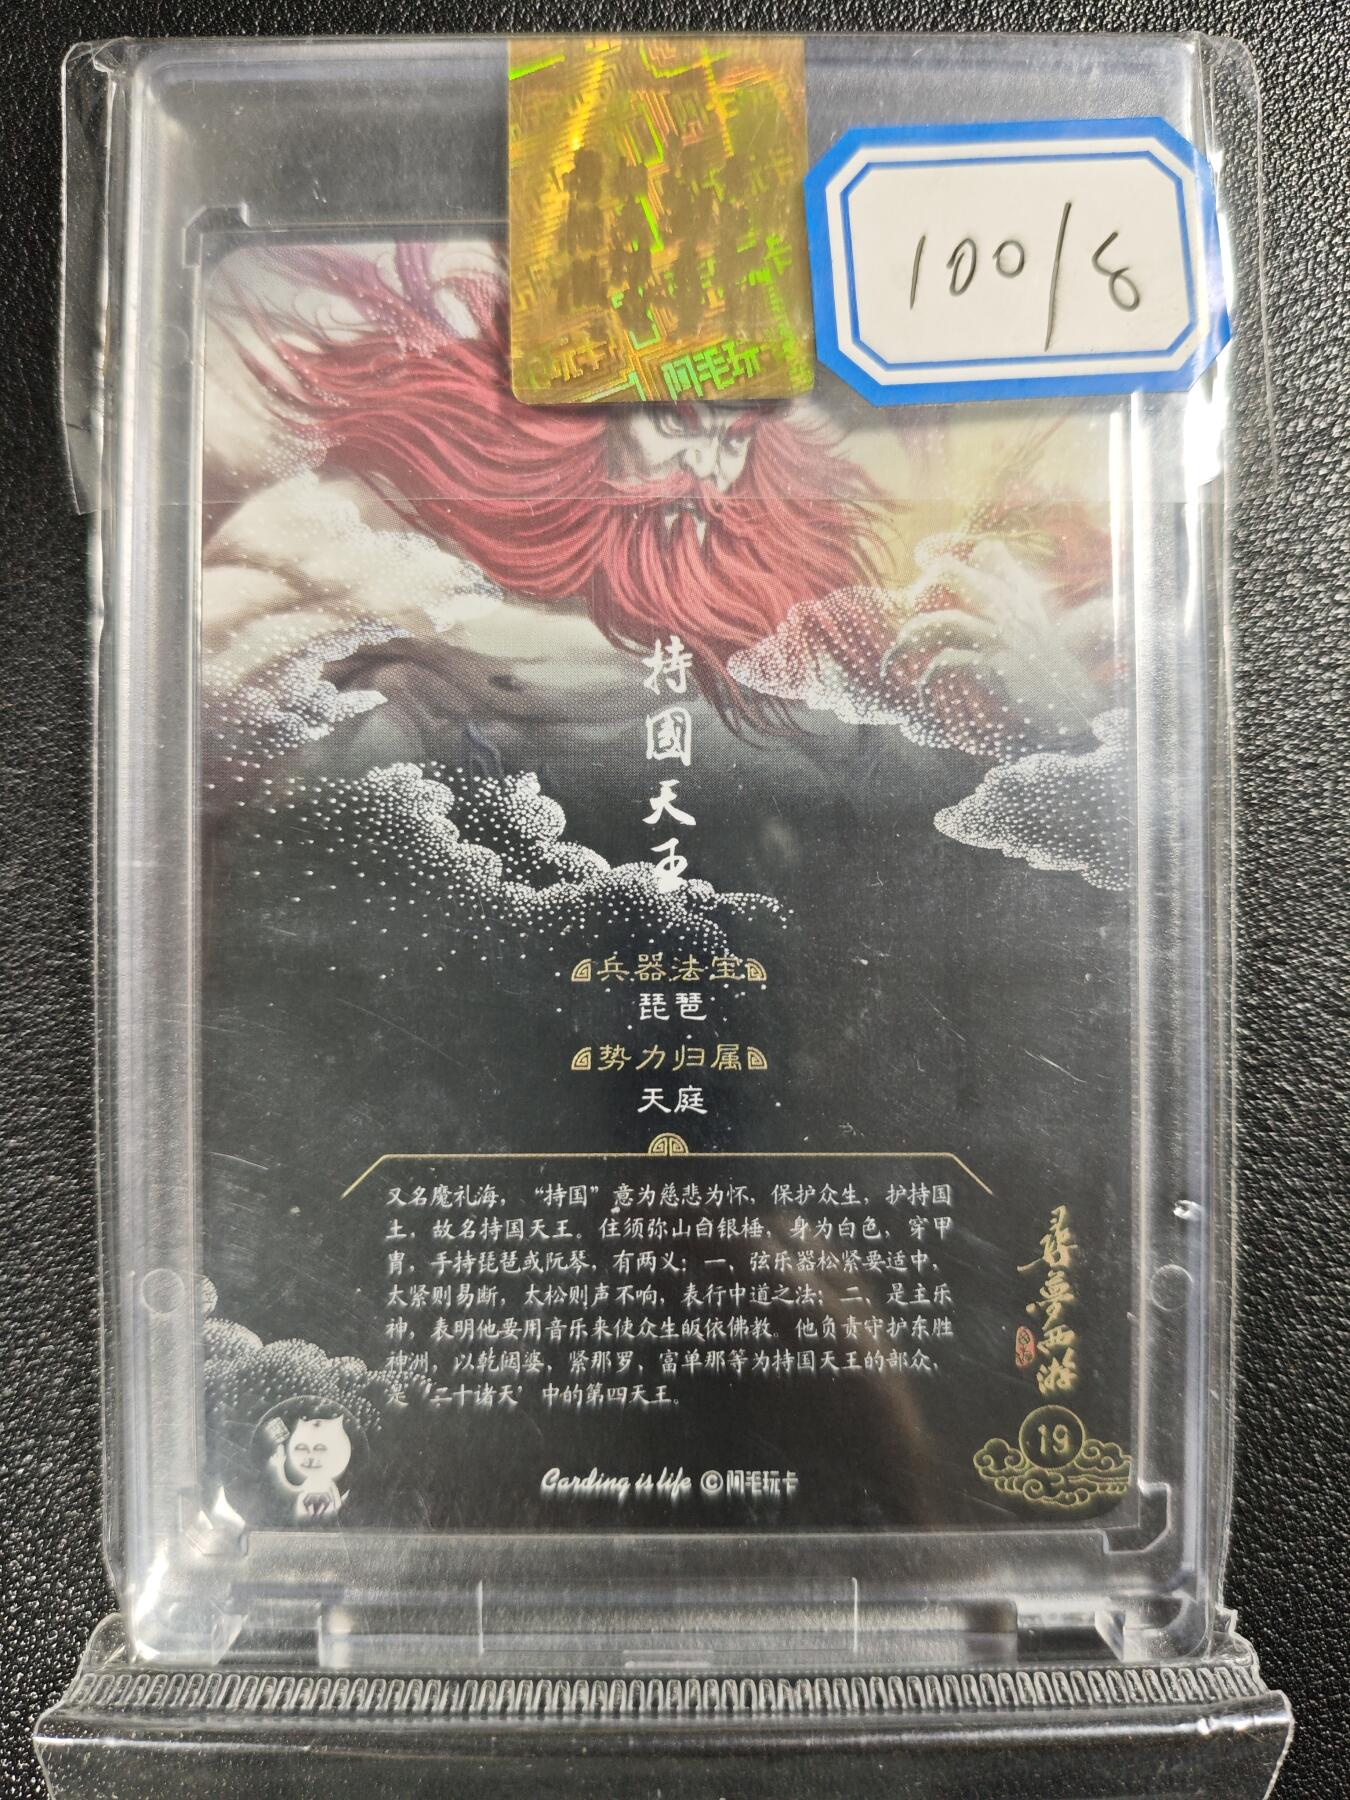 阿毛玩
100/8
持國天王
兵器法宝
琵琶
势力归属
天庭
又名魔礼海，“持国”意为慈悲为怀，保护众生，护持国
土，故名持国天王。住须弥山白银埵，身为白色，穿甲
胄，手持琵琶或阮琴，有两义：一、弦乐器松紧要适中，
太紧则易断，太松则声不响，表行中道之法；二、是主乐
神，表明他要用音乐来使众生皈依佛教。他负责守护东胜
神洲，以乾闼婆，紧那罗，富单那等为持国天王的部众，
是‘二十诸天’中的第四天王。
尋夢西游
19
Carding is life ©阿毛玩卡